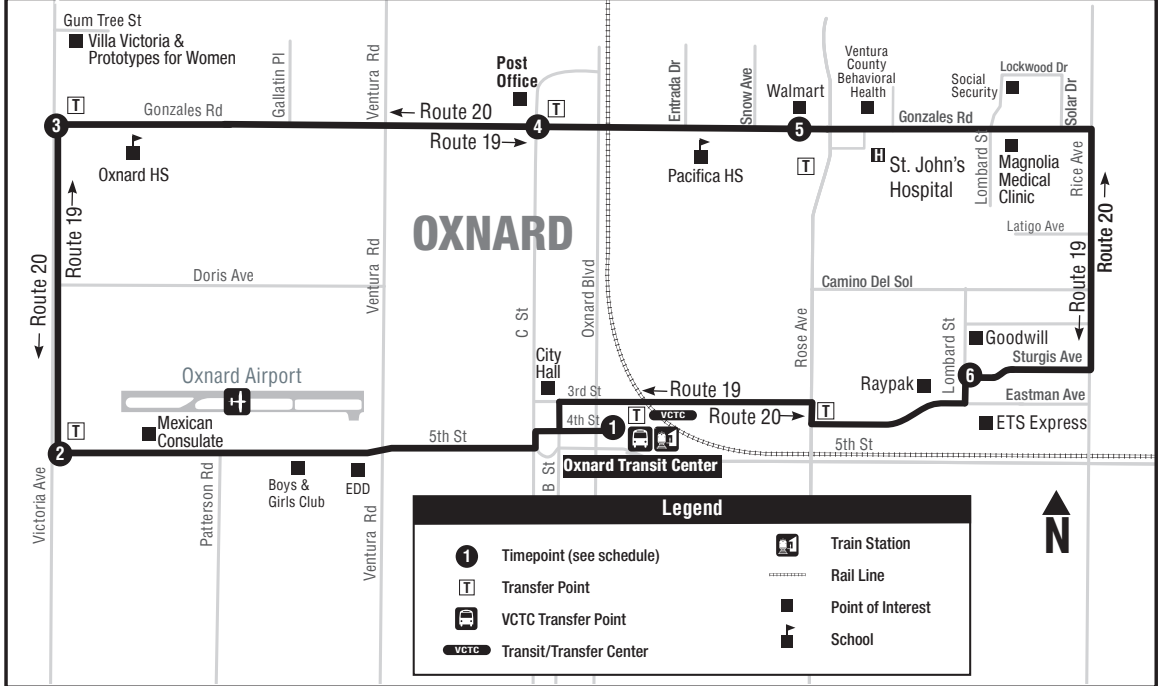 Gum Tree St
Villa Victoria &
Prototypes for Women
T
3
Gonzales Rd
Oxnard HS
Gallatin Pl
Ventura Rd
← Route 20
Route 19 →
Post
Office
4
T
Entrada Dr
Snow Ave
Pacifica HS
Walmart
5
T
Ventura
County
Behavioral
Health
H
St. John's
Hospital
Gonzales Rd
Social
Security
Lockwood Dr
Solar Dr
Lombard St
Magnolia
Medical
Clinic
Rice Ave
Latigo Ave
Route 20 →
← Route 19
Route 19 →
← Route 20
OXNARD
Doris Ave
Ventura Rd
C St
Oxnard Blvd
Rose Ave
Camino Del Sol
Lombard St
Goodwill
Sturgis Ave
6
Raypak
Eastman Ave
ETS Express
Oxnard Airport
Mexican
Consulate
T
2
5th St
Boys &
Girls Club
EDD
City
Hall
3rd St
4th St
1
T
VCTC
← Route 19
Route 20 →
T
5th St
Oxnard Transit Center
B St
Victoria Ave
Patterson Rd
Ventura Rd
N
Legend
1
Timepoint (see schedule)
T
Transfer Point
VCTC Transfer Point
VCTC
Transit/Transfer Center
Train Station
Rail Line
Point of Interest
School